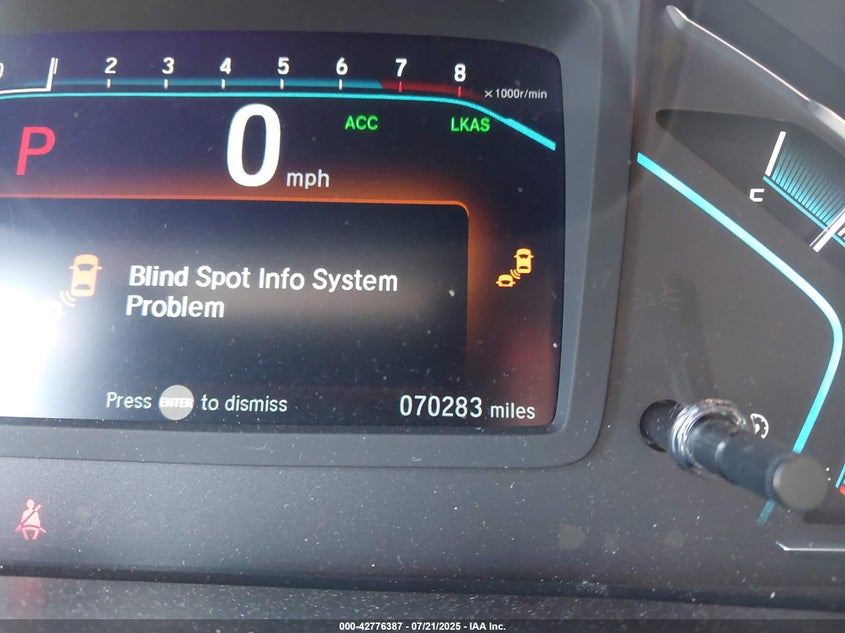 2 3 4 5 6 7 8
×1000r/min
P 0 mph
ACC LKAS
C
Blind Spot Info System
Problem
Press ENTER to dismiss
070283 miles
000-42776387 - 07/21/2025 - IAA Inc.